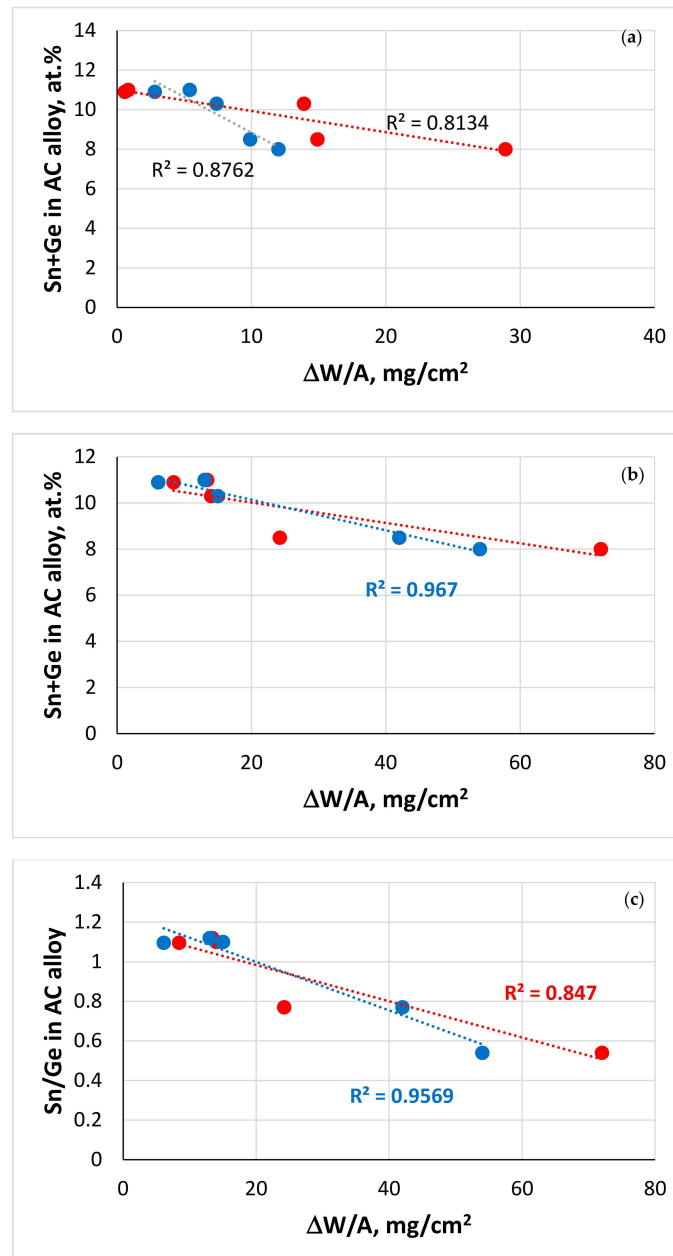 (a)
14
12
10
8
6
4
2
0
Sn+Ge in AC alloy, at.%
R² = 0.8134
R² = 0.8762
0 10 20 30 40
ΔW/A, mg/cm²
(b)
12
10
8
6
4
2
0
Sn+Ge in AC alloy, at.%
R² = 0.967
0 20 40 60 80
ΔW/A, mg/cm²
(c)
1.4
1.2
1
0.8
0.6
0.4
0.2
0
Sn/Ge in AC alloy
R² = 0.847
R² = 0.9569
0 20 40 60 80
ΔW/A, mg/cm²